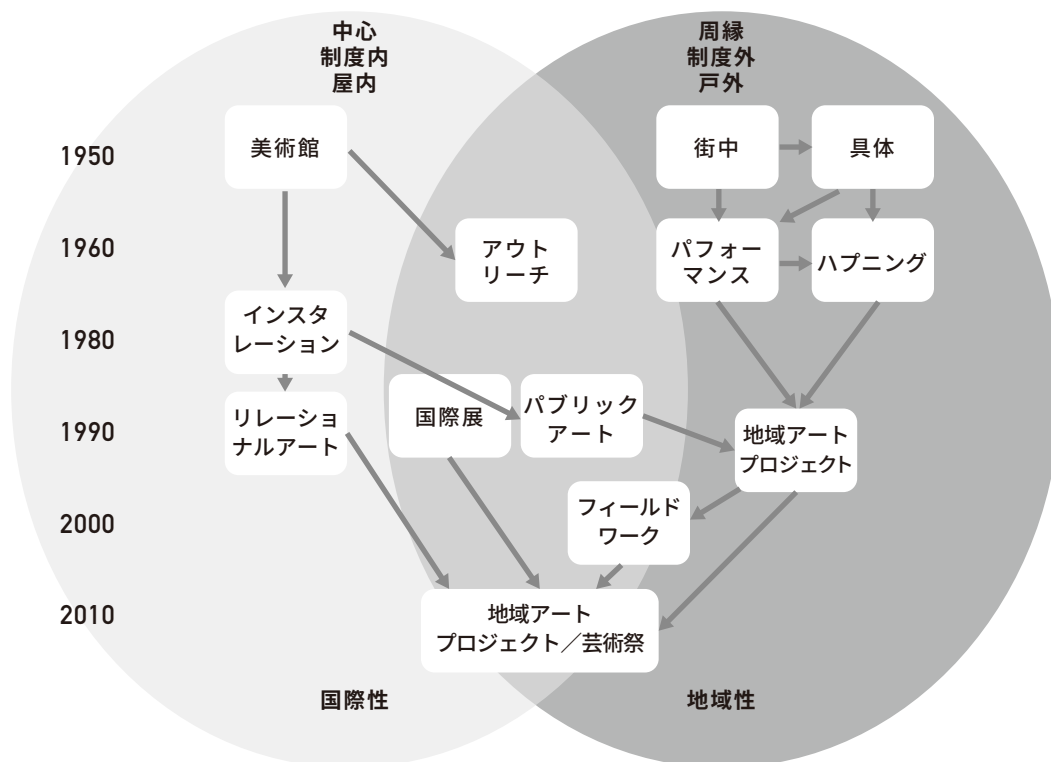 中心
制度内
屋内
周縁
制度外
戸外
1950
美術館
街中
具体
1960
アウト
リーチ
パフォー
マンス
ハプニング
1980
インスタ
レーション
1990
リレーショ
ナルアート
国際展
パブリック
アート
地域アート
プロジェクト
2000
フィールド
ワーク
2010
地域アート
プロジェクト／芸術祭
国際性
地域性